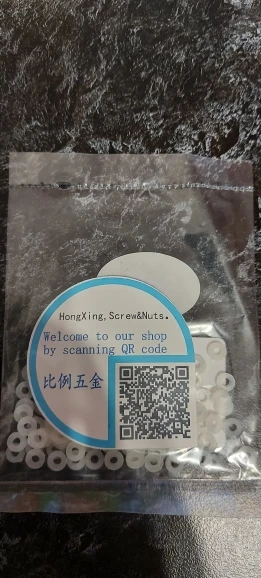 HongXing,Screw&Nuts.
Welcome to our shop
by scanning QR code
比例五金